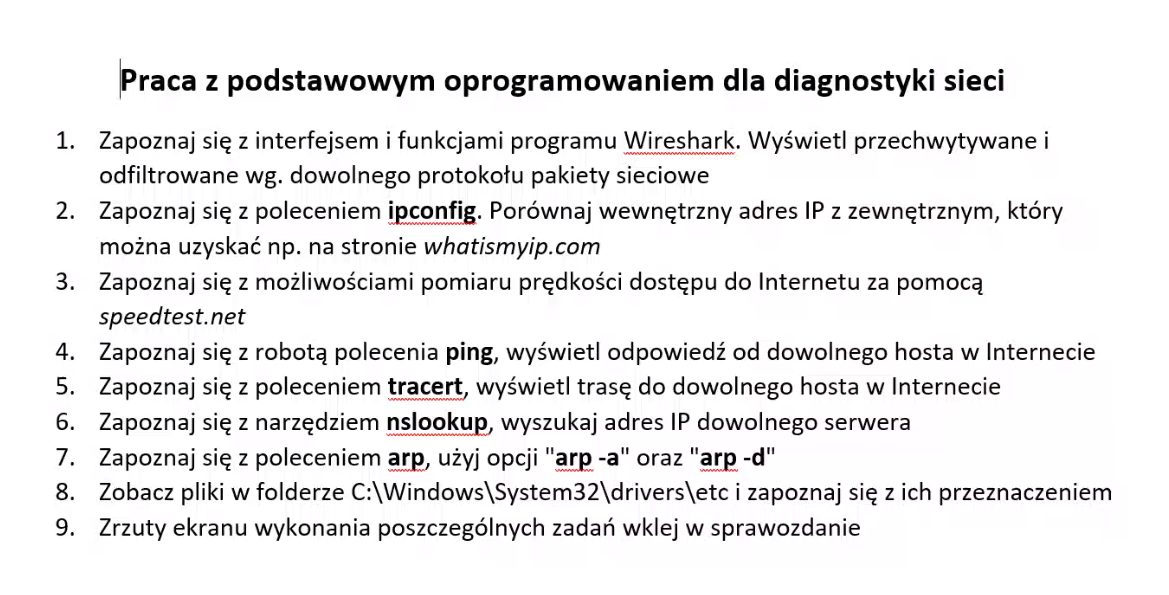 Praca z podstawowym oprogramowaniem dla diagnostyki sieci
1. Zapoznaj się z interfejsem i funkcjami programu Wireshark. Wyświetl przechwytywane i
odfiltrowane wg. dowolnego protokołu pakiety sieciowe
2. Zapoznaj się z poleceniem ipconfig. Porównaj wewnętrzny adres IP z zewnętrznym, który
można uzyskać np. na stronie whatismyip.com
3. Zapoznaj się z możliwościami pomiaru prędkości dostępu do Internetu za pomocą
speedtest.net
4. Zapoznaj się z robotą polecenia ping, wyświetl odpowiedź od dowolnego hosta w Internecie
5. Zapoznaj się z poleceniem tracert, wyświetl trasę do dowolnego hosta w Internecie
6. Zapoznaj się z narzędziem nslookup, wyszukaj adres IP dowolnego serwera
7. Zapoznaj się z poleceniem arp, użyj opcji "arp -a" oraz "arp -d"
8. Zobacz pliki w folderze C:\Windows\System32\drivers\etc i zapoznaj się z ich przeznaczeniem
9. Zrzuty ekranu wykonania poszczególnych zadań wklej w sprawozdanie